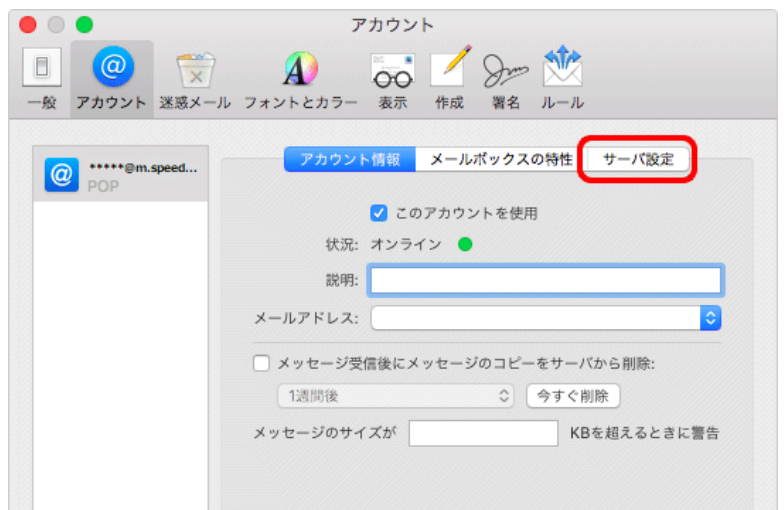 アカウント
一般 アカウント 迷惑メール フォントとカラー 表示 作成 署名 ルール
*****@m.speed...
POP
アカウント情報 メールボックスの特性 サーバ設定
このアカウントを使用
状況: オンライン
説明:
メールアドレス:
メッセージ受信後にメッセージのコピーをサーバから削除:
1週間後 今すぐ削除
メッセージのサイズが KBを超えるときに警告